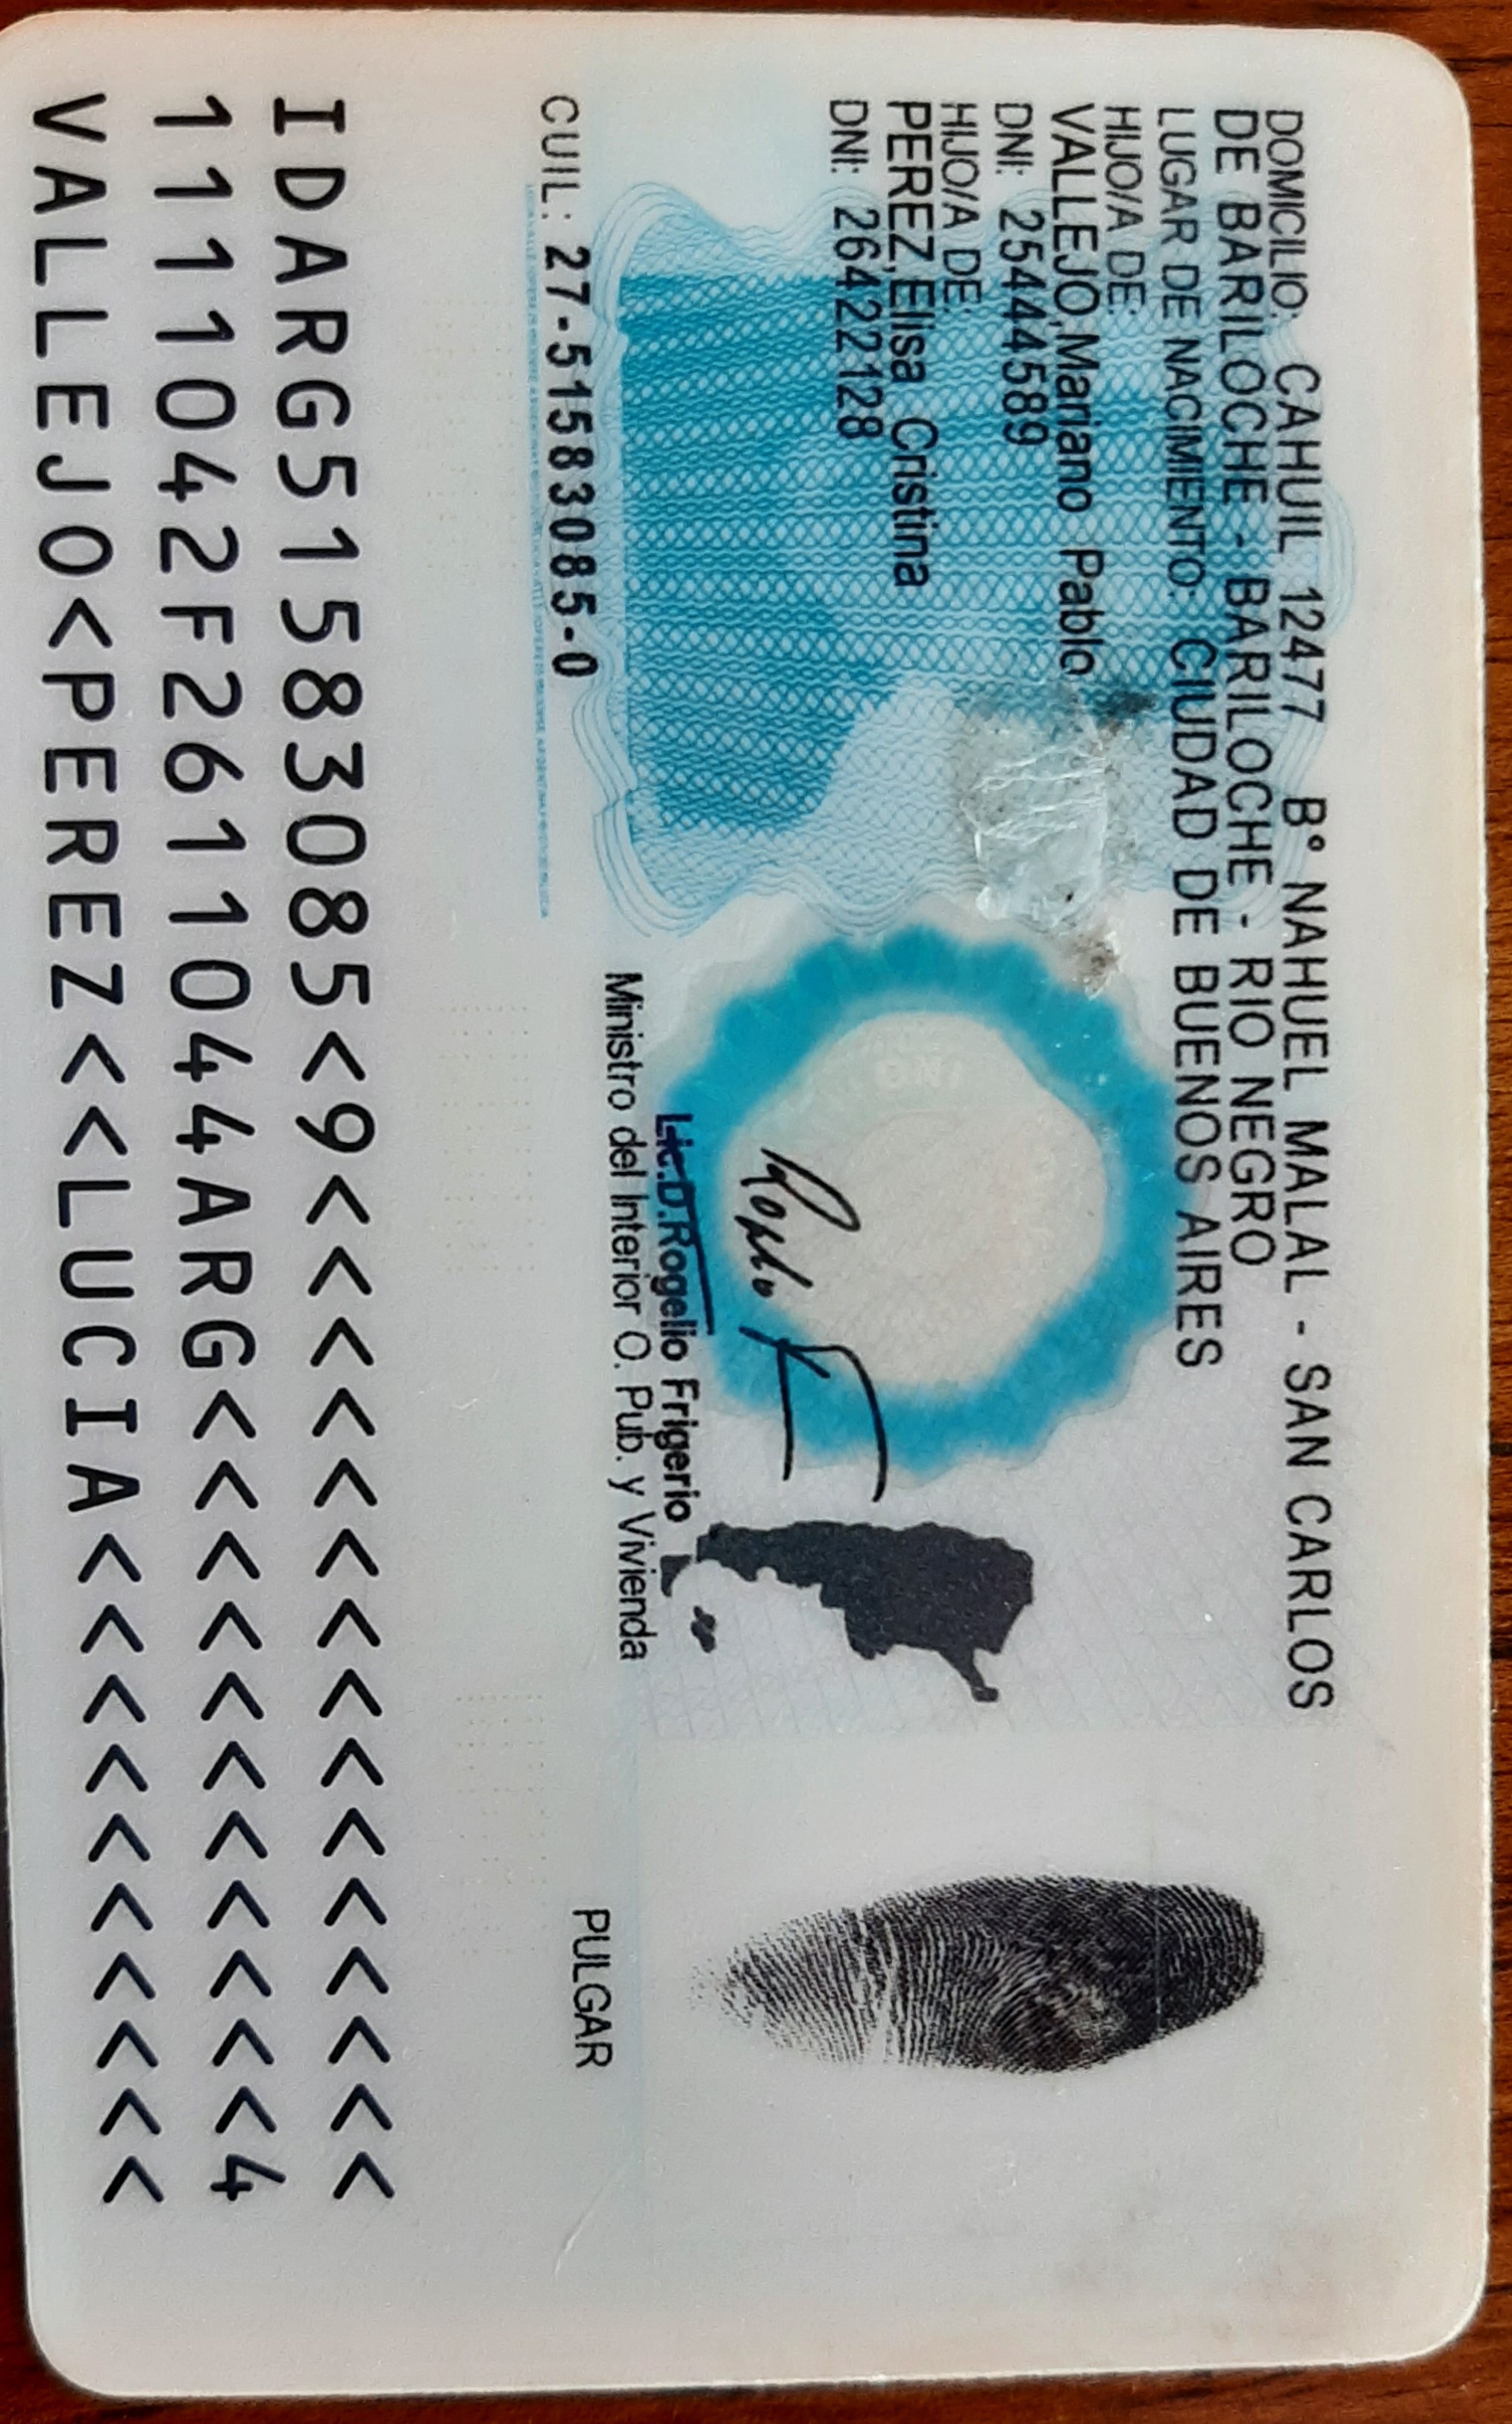 DOMICILIO: CAHUIL 12477 B° NAHUEL MALAL - SAN CARLOS
DE BARILOCHE - BARILOCHE - RIO NEGRO
LUGAR DE NACIMIENTO: CIUDAD DE BUENOS AIRES
HIJO/A DE:
VALLEJO,Mariano Pablo
DNI: 25444589
HIJO/A DE:
PEREZ,Elisa Cristina
DNI: 26422128
CUIL: 27-51583085-0
Lic.D.Rogelio Frigerio
Ministro del Interior O. Pub. y Vivienda
PULGAR
IDARG51583085<9<<<<<<<<<<<<<<<
1111042F2611044ARG<<<<<<<<<<<4
VALLEJO<PEREZ<<LUCIA<<<<<<<<<<